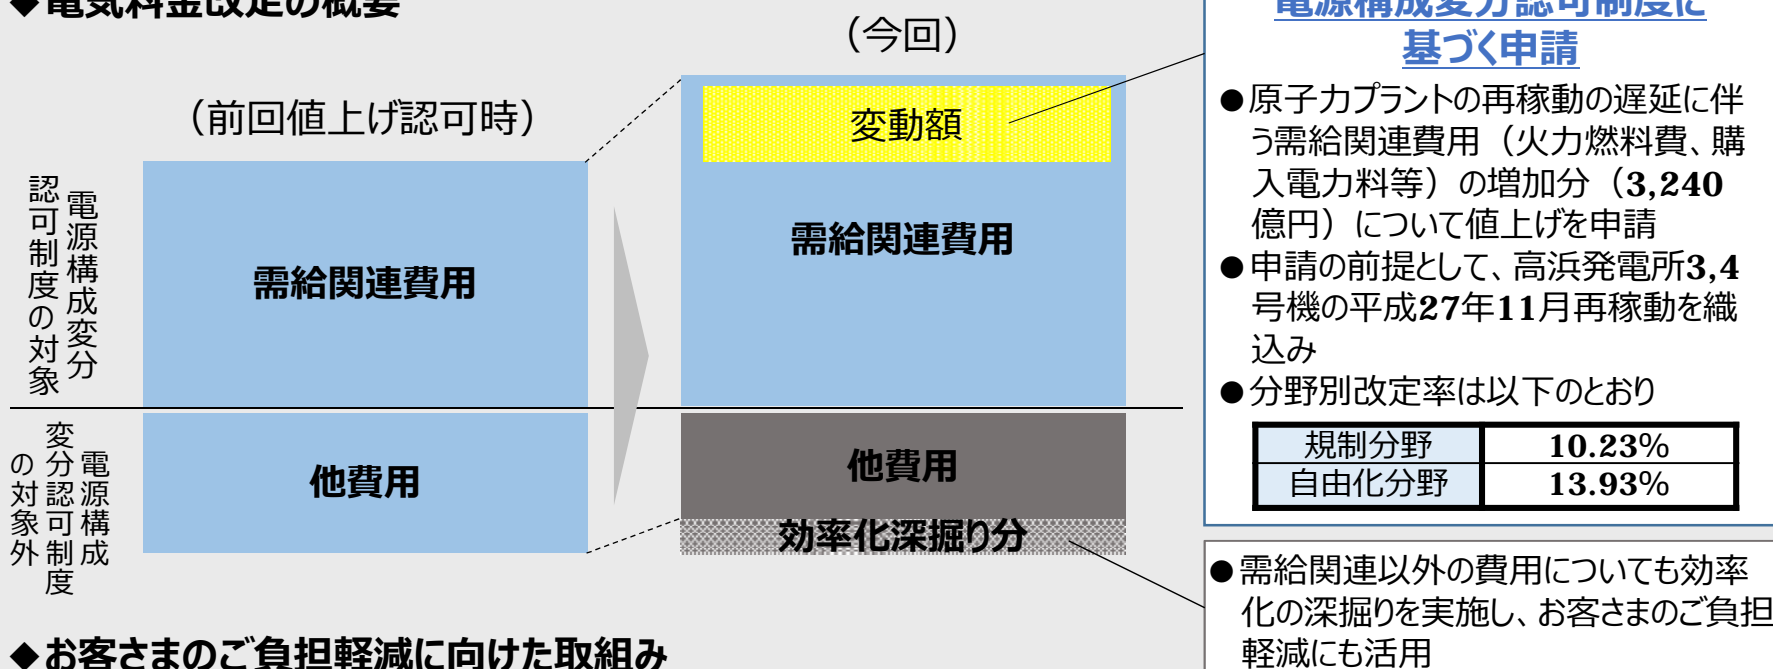 ◆電気料金改定の概要
（前回値上げ認可時）
（今回）
電源構成変分
認可制度の対象
需給関連費用
変動額
需給関連費用
電源構成
変分認可制度
の対象外
他費用
他費用
効率化深掘り分
電源構成変分認可制度に
基づく申請
●原子力プラントの再稼動の遅延に伴
う需給関連費用（火力燃料費、購
入電力料等）の増加分（3,240
億円）について値上げを申請
●申請の前提として、高浜発電所3,4
号機の平成27年11月再稼動を織
込み
●分野別改定率は以下のとおり
規制分野 10.23%
自由化分野 13.93%
●需給関連以外の費用についても効率
化の深掘りを実施し、お客さまのご負担
軽減にも活用
◆お客さまのご負担軽減に向けた取組み